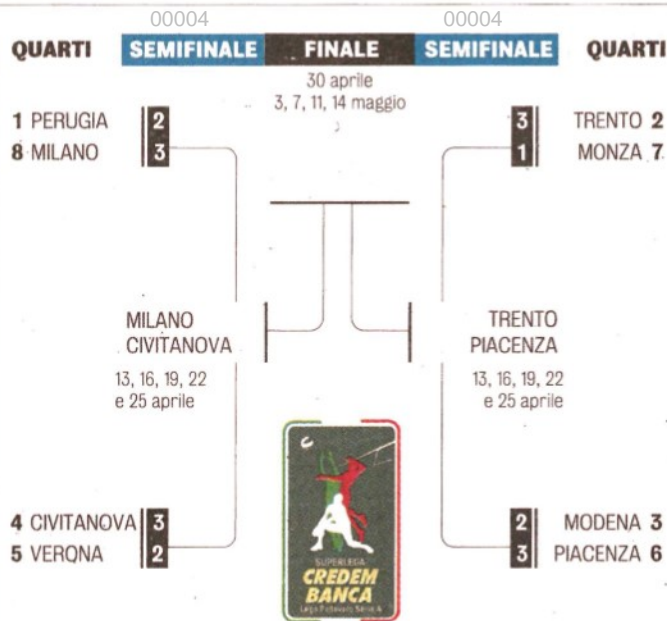 00004 00004
QUARTI SEMIFINALE FINALE SEMIFINALE QUARTI
30 aprile
3, 7, 11, 14 maggio
1 PERUGIA 2
8 MILANO 3
3 TRENTO 2
1 MONZA 7
MILANO
CIVITANOVA
13, 16, 19, 22
e 25 aprile
TRENTO
PIACENZA
13, 16, 19, 22
e 25 aprile
4 CIVITANOVA 3
5 VERONA 2
2 MODENA 3
3 PIACENZA 6
SUPERLEGA
CREDEM
BANCA
Lega Pallavolo Serie A